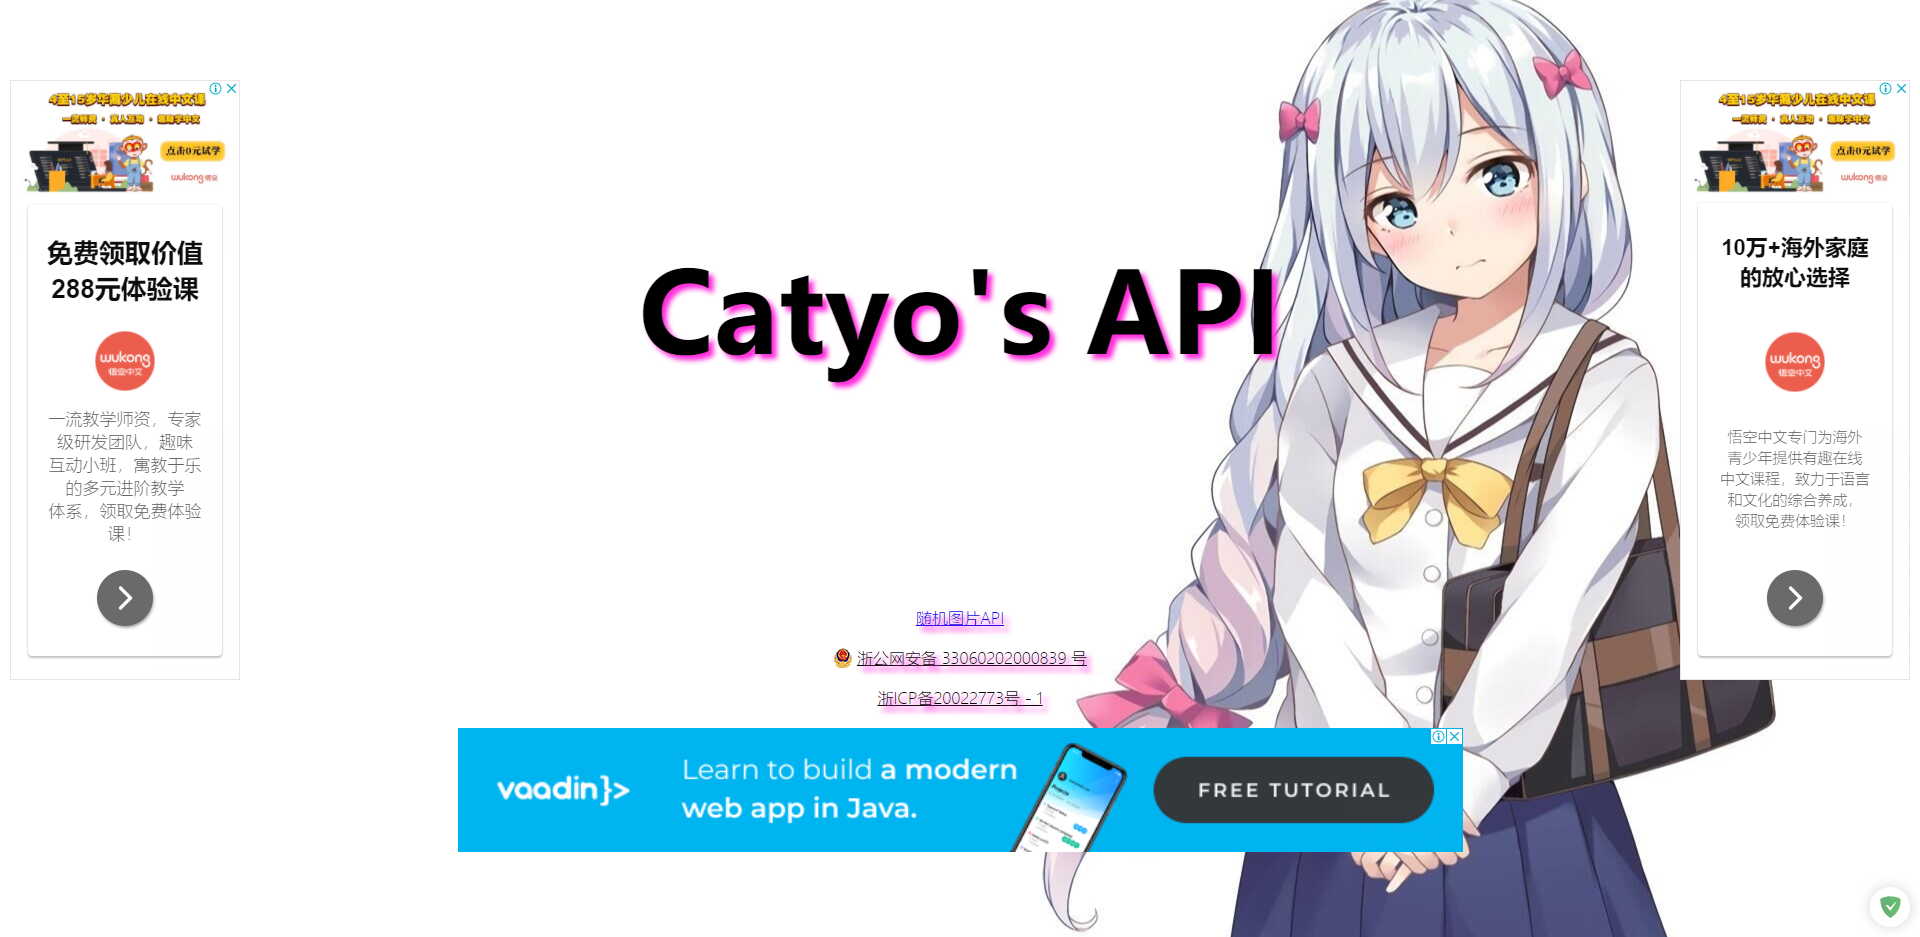 4至15岁华裔少儿在线中文课
一流师资 · 真人互动 · 趣味学中文
点击0元试学
wukong 悟空
免费领取价值
288元体验课
wukong
悟空中文
一流教学师资，专家
级研发团队，趣味
互动小班，寓教于乐
的多元进阶教学
体系，领取免费体验
课！
Catyo's API
随机图片API
浙公网安备 33060202000839 号
浙ICP备20022773号 - 1
vaadin}>
Learn to build a modern
web app in Java.
FREE TUTORIAL
4至15岁华裔少儿在线中文课
一流师资 · 真人互动 · 趣味学中文
点击0元试学
wukong 悟空
10万+海外家庭
的放心选择
wukong
悟空中文
悟空中文专门为海外
青少年提供有趣在线
中文课程，致力于语言
和文化的综合养成，
领取免费体验课！